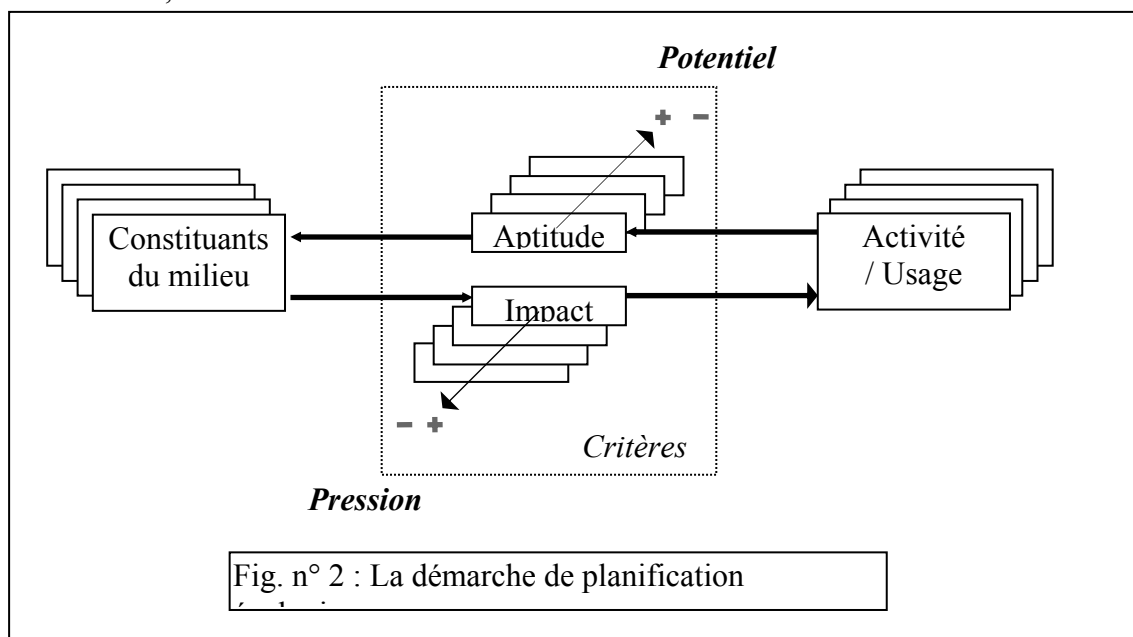 Potentiel
+ -
Constituants
du milieu
Aptitude
Activité
/ Usage
Impact
- +
Critères
Pression
Fig. n° 2 : La démarche de planification